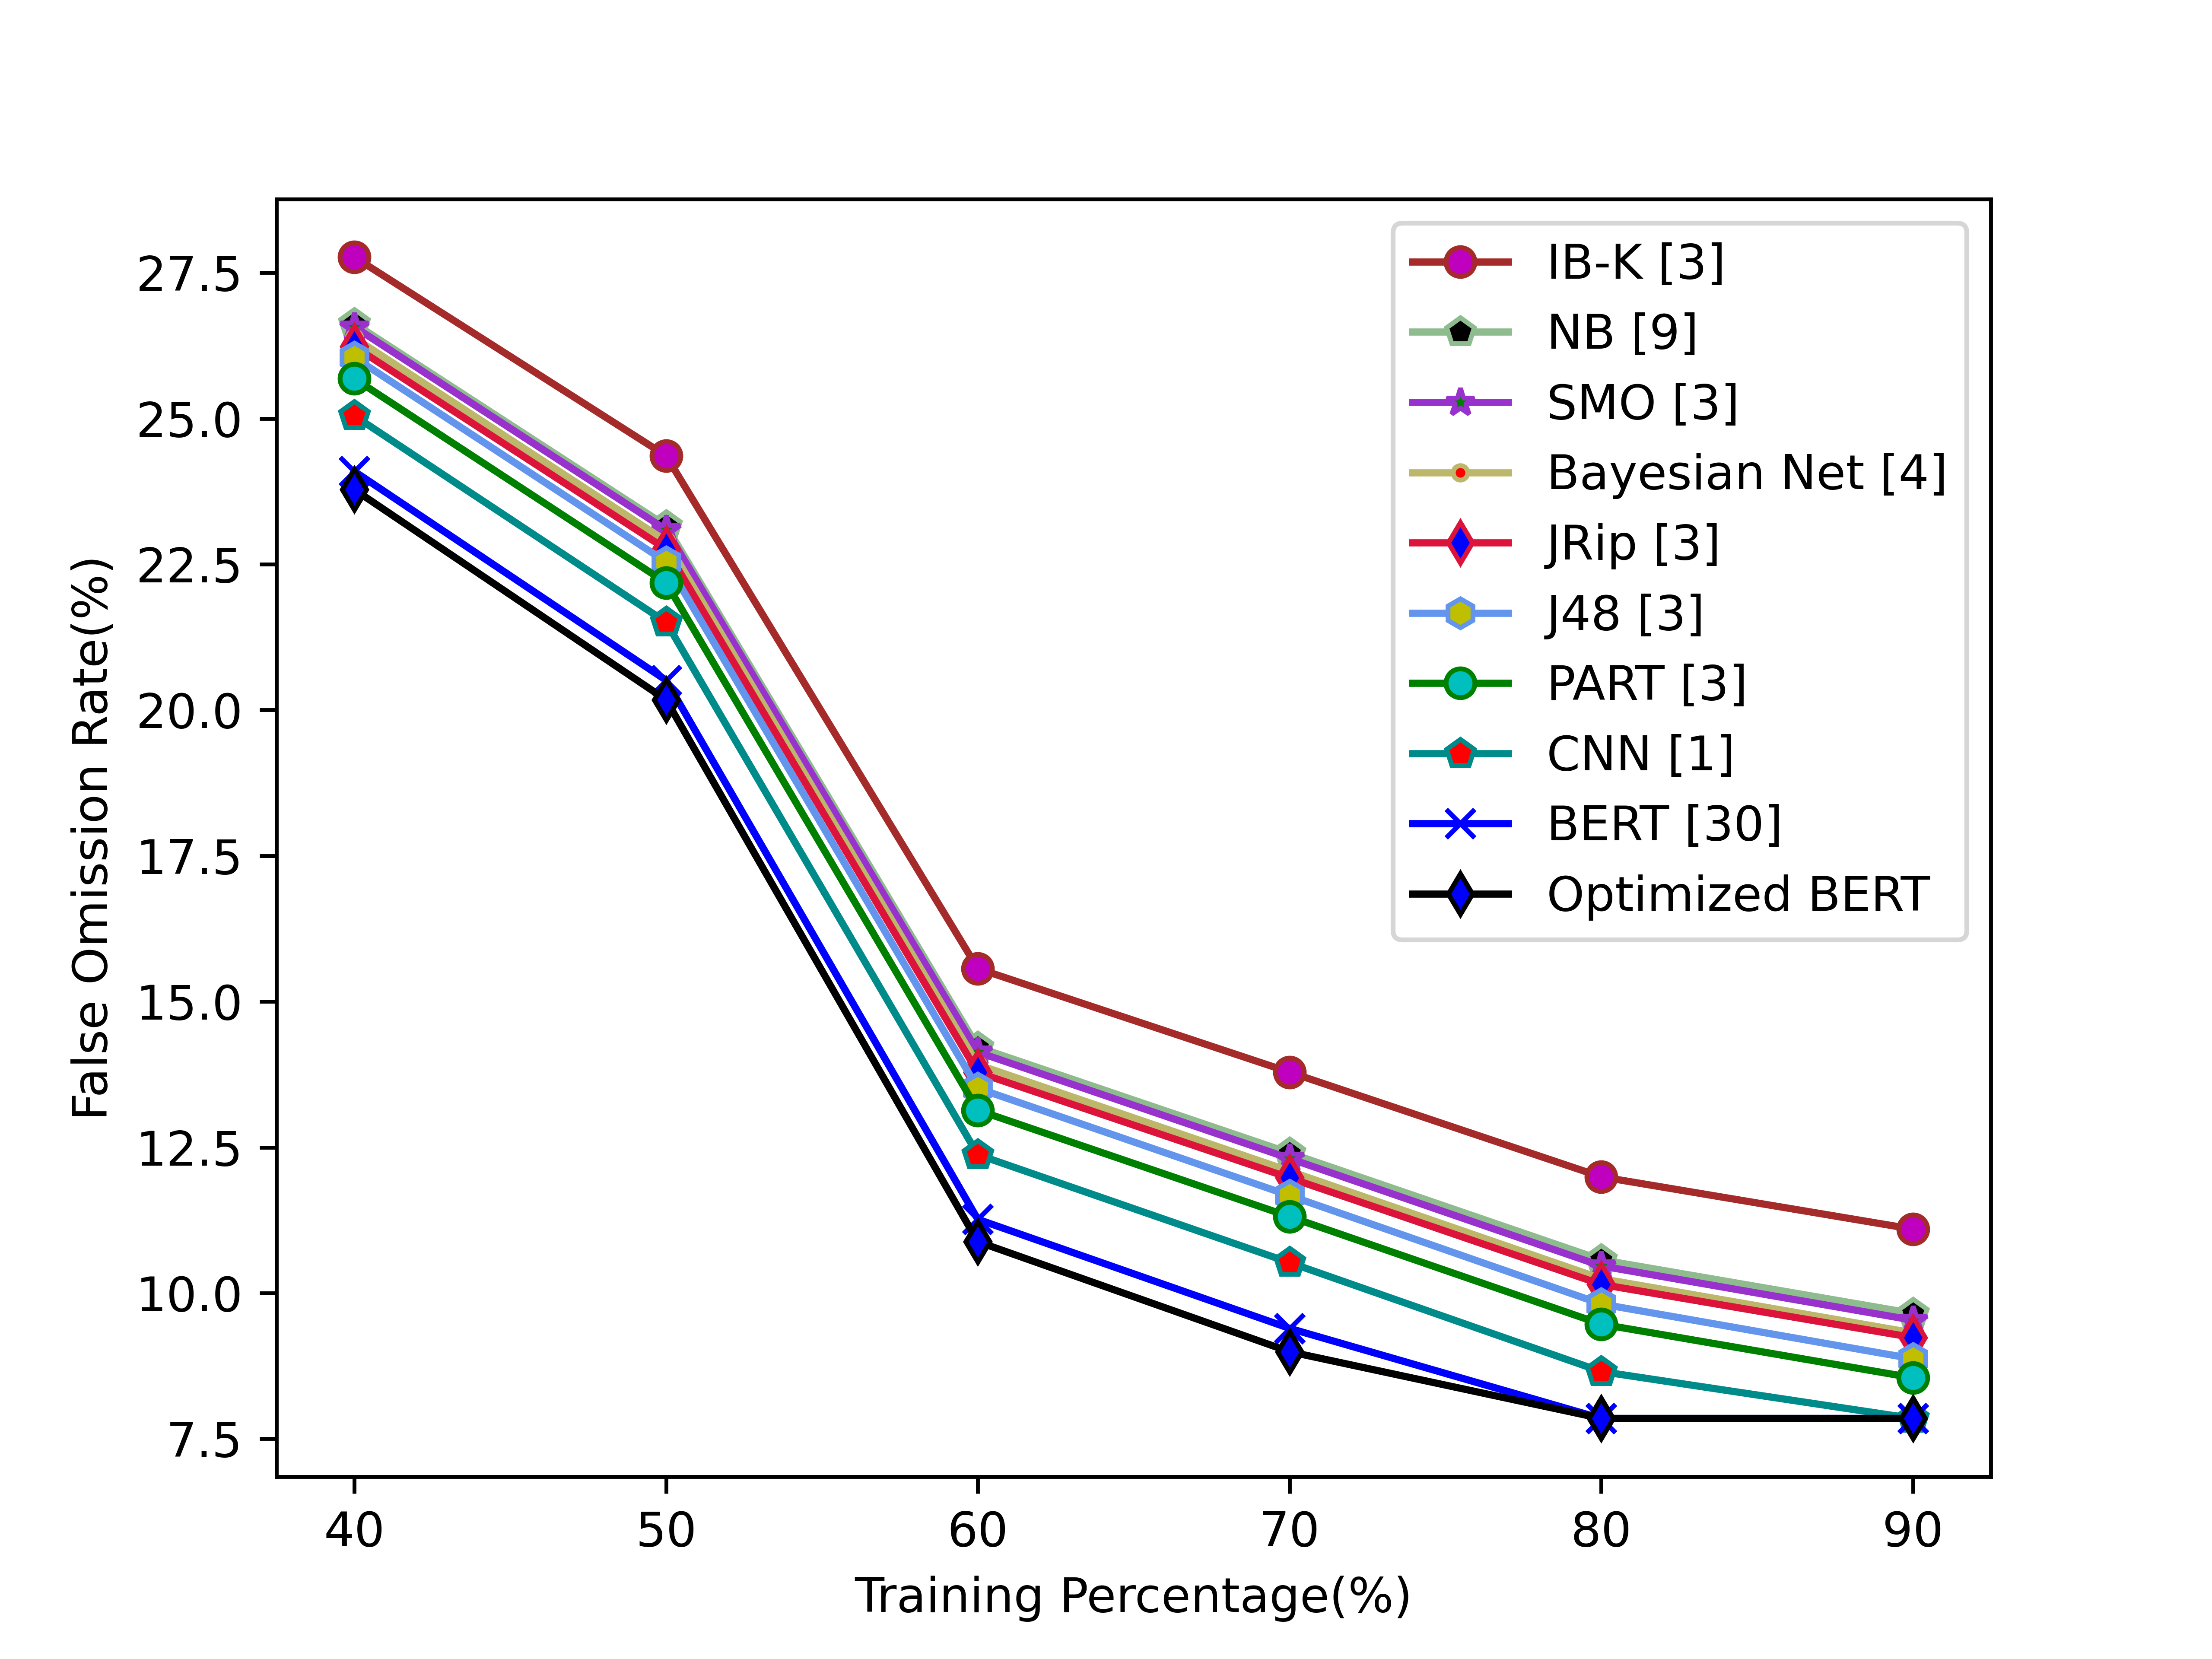 27.5
25.0
22.5
20.0
17.5
15.0
12.5
10.0
7.5
False Omission Rate(%)
IB-K [3]
NB [9]
SMO [3]
Bayesian Net [4]
JRip [3]
J48 [3]
PART [3]
CNN [1]
BERT [30]
Optimized BERT
40 50 60 70 80 90
Training Percentage(%)